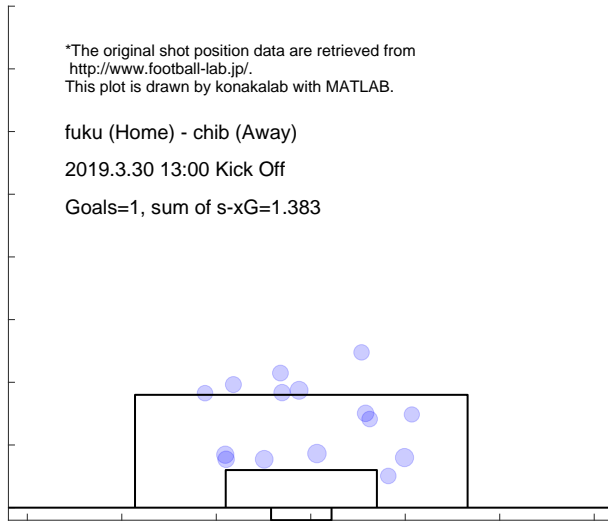 *The original shot position data are retrieved from
http://www.football-lab.jp/.
This plot is drawn by konakalab with MATLAB.
fuku (Home) - chib (Away)
2019.3.30 13:00 Kick Off
Goals=1, sum of s-xG=1.383